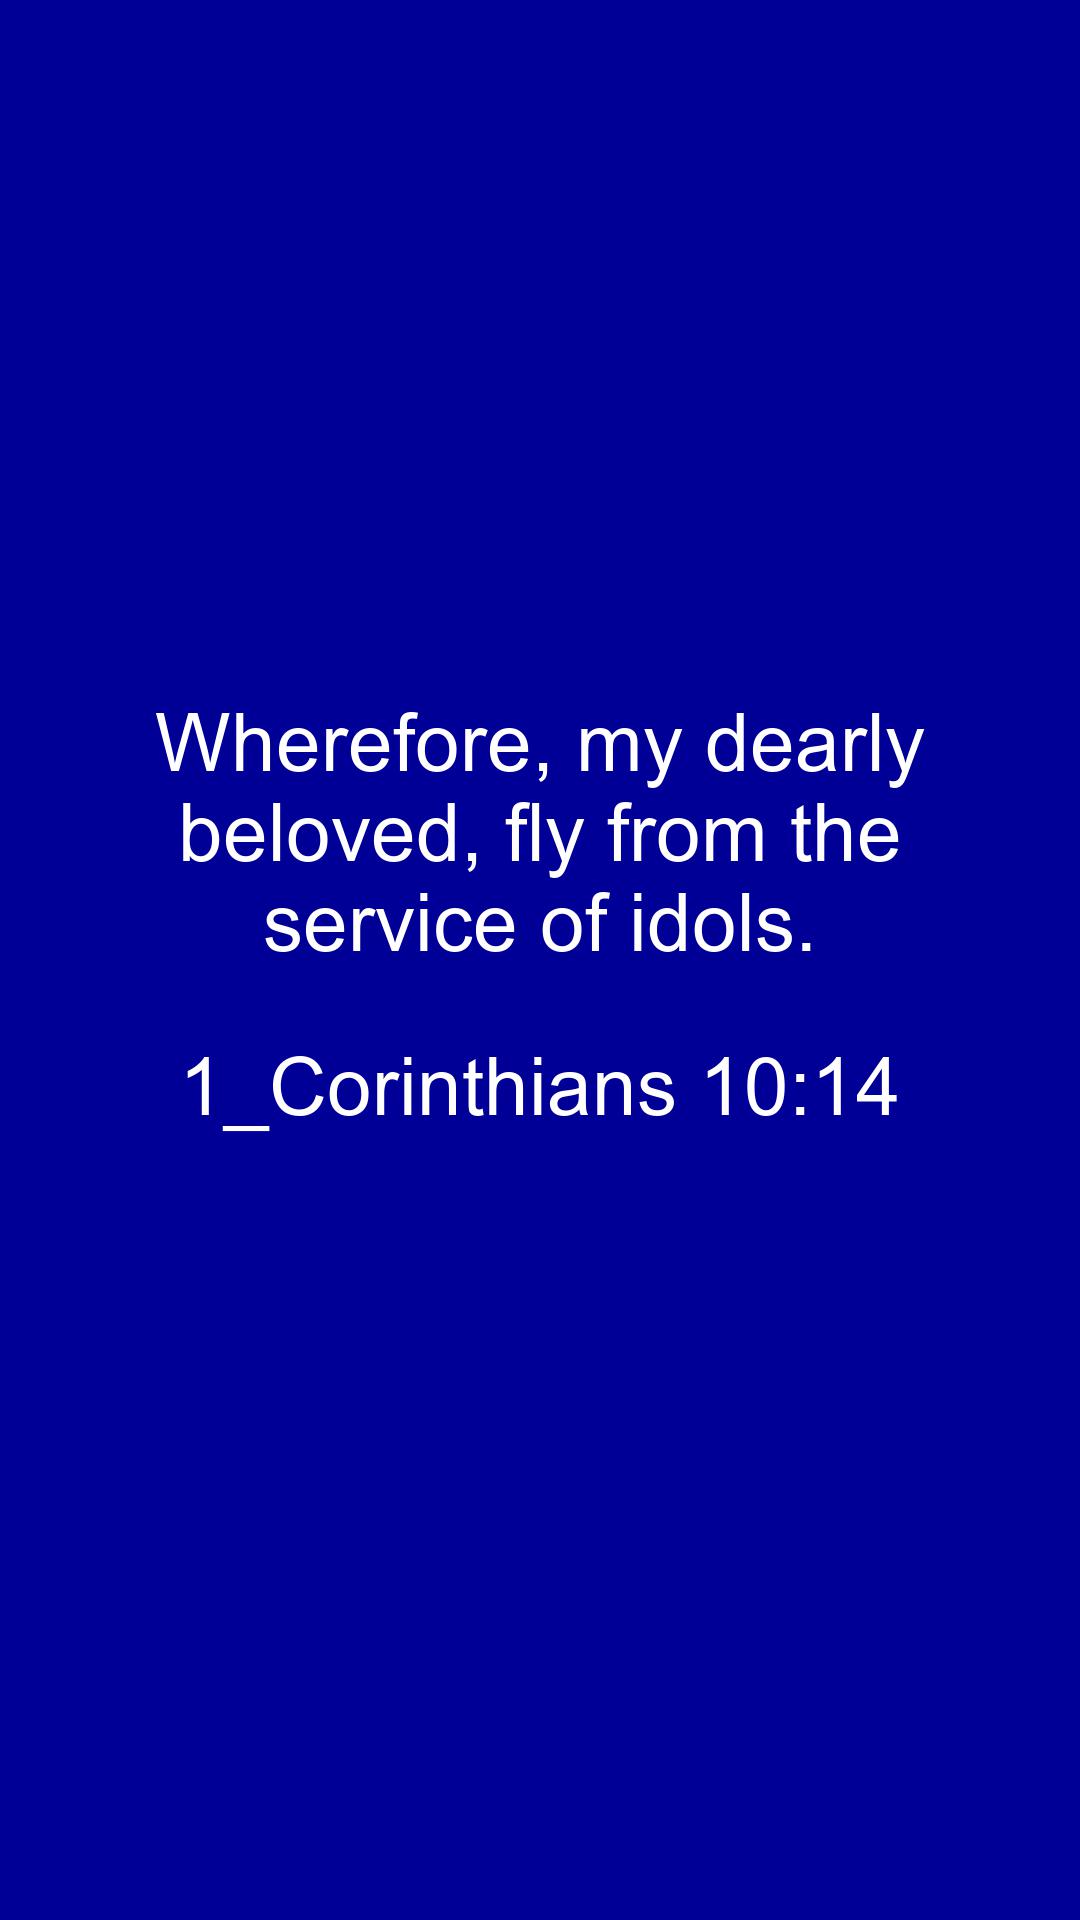 Wherefore, my dearly
beloved, fly from the
service of idols.
1_Corinthians 10:14